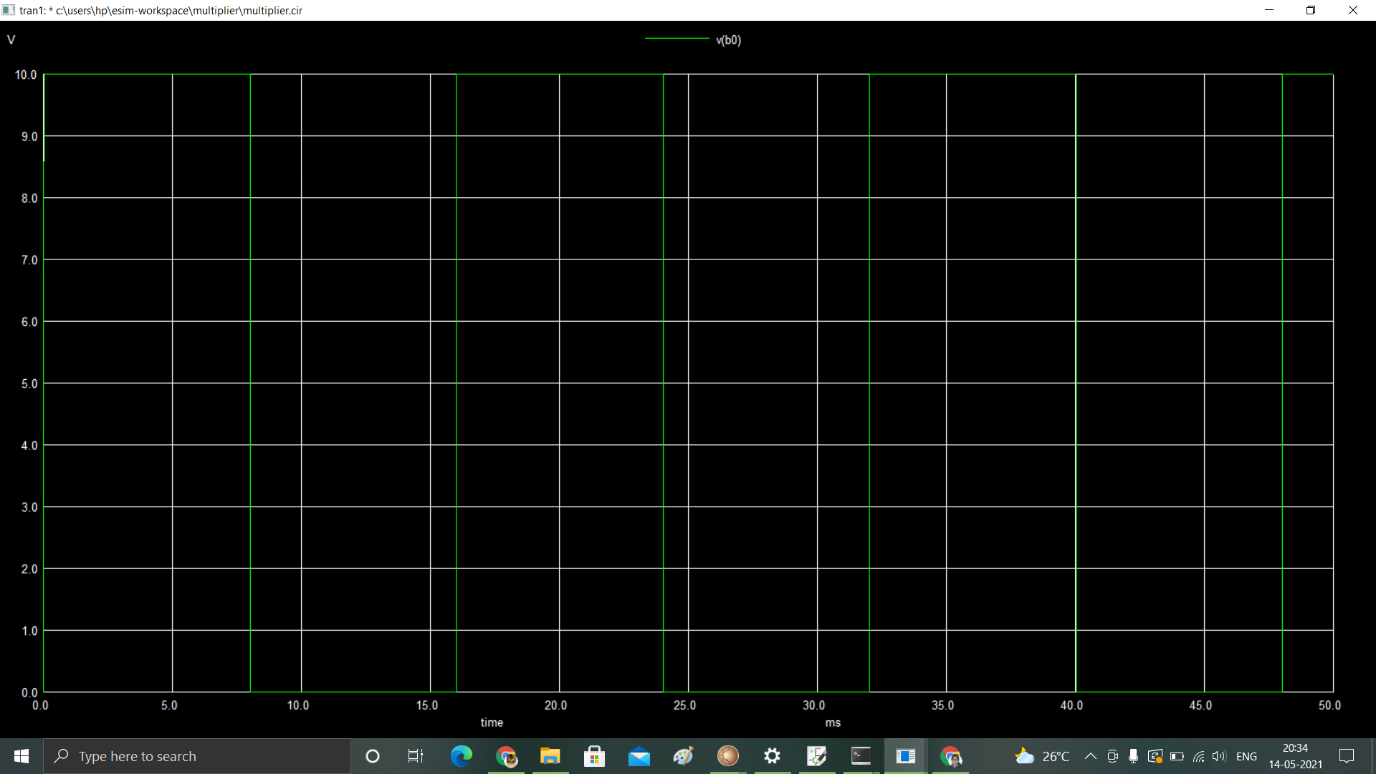 tran1: * c:\users\hp\esim-workspace\multiplier\multiplier.cir
V
v(b0)
10.0
9.0
8.0
7.0
6.0
5.0
4.0
3.0
2.0
1.0
0.0
0.0 5.0 10.0 15.0 20.0 25.0 30.0 35.0 40.0 45.0 50.0
time ms
Type here to search
26°C
ENG
20:34
14-05-2021